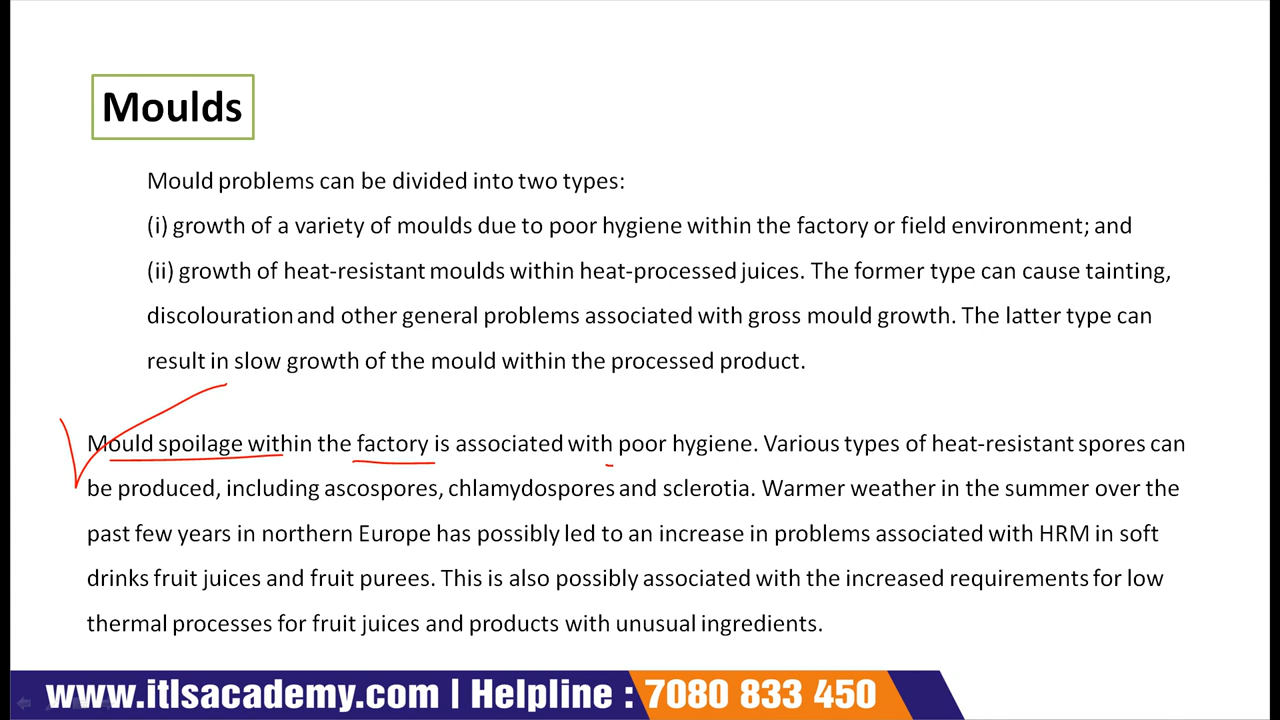 Moulds
Mould problems can be divided into two types:
(i) growth of a variety of moulds due to poor hygiene within the factory or field environment; and
(ii) growth of heat-resistant moulds within heat-processed juices. The former type can cause tainting,
discolouration and other general problems associated with gross mould growth. The latter type can
result in slow growth of the mould within the processed product.
Mould spoilage within the factory is associated with poor hygiene. Various types of heat-resistant spores can
be produced, including ascospores, chlamydospores and sclerotia. Warmer weather in the summer over the
past few years in northern Europe has possibly led to an increase in problems associated with HRM in soft
drinks fruit juices and fruit purees. This is also possibly associated with the increased requirements for low
thermal processes for fruit juices and products with unusual ingredients.
www.itlsacademy.com | Helpline : 7080 833 450